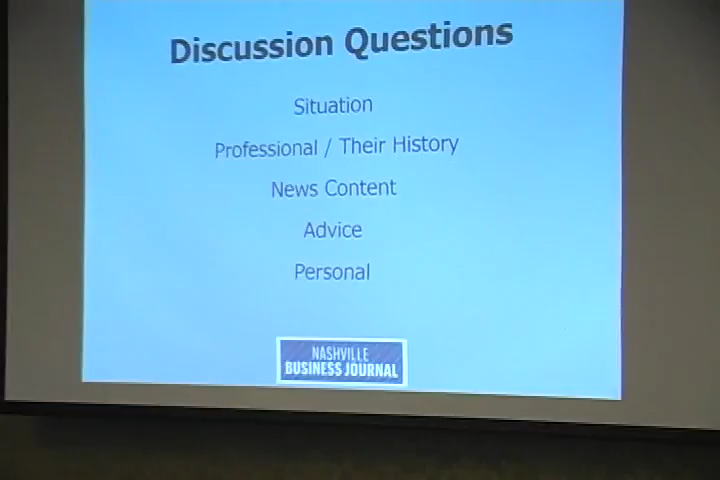 Discussion Questions
Situation
Professional / Their History
News Content
Advice
Personal
NASHVILLE
BUSINESS JOURNAL